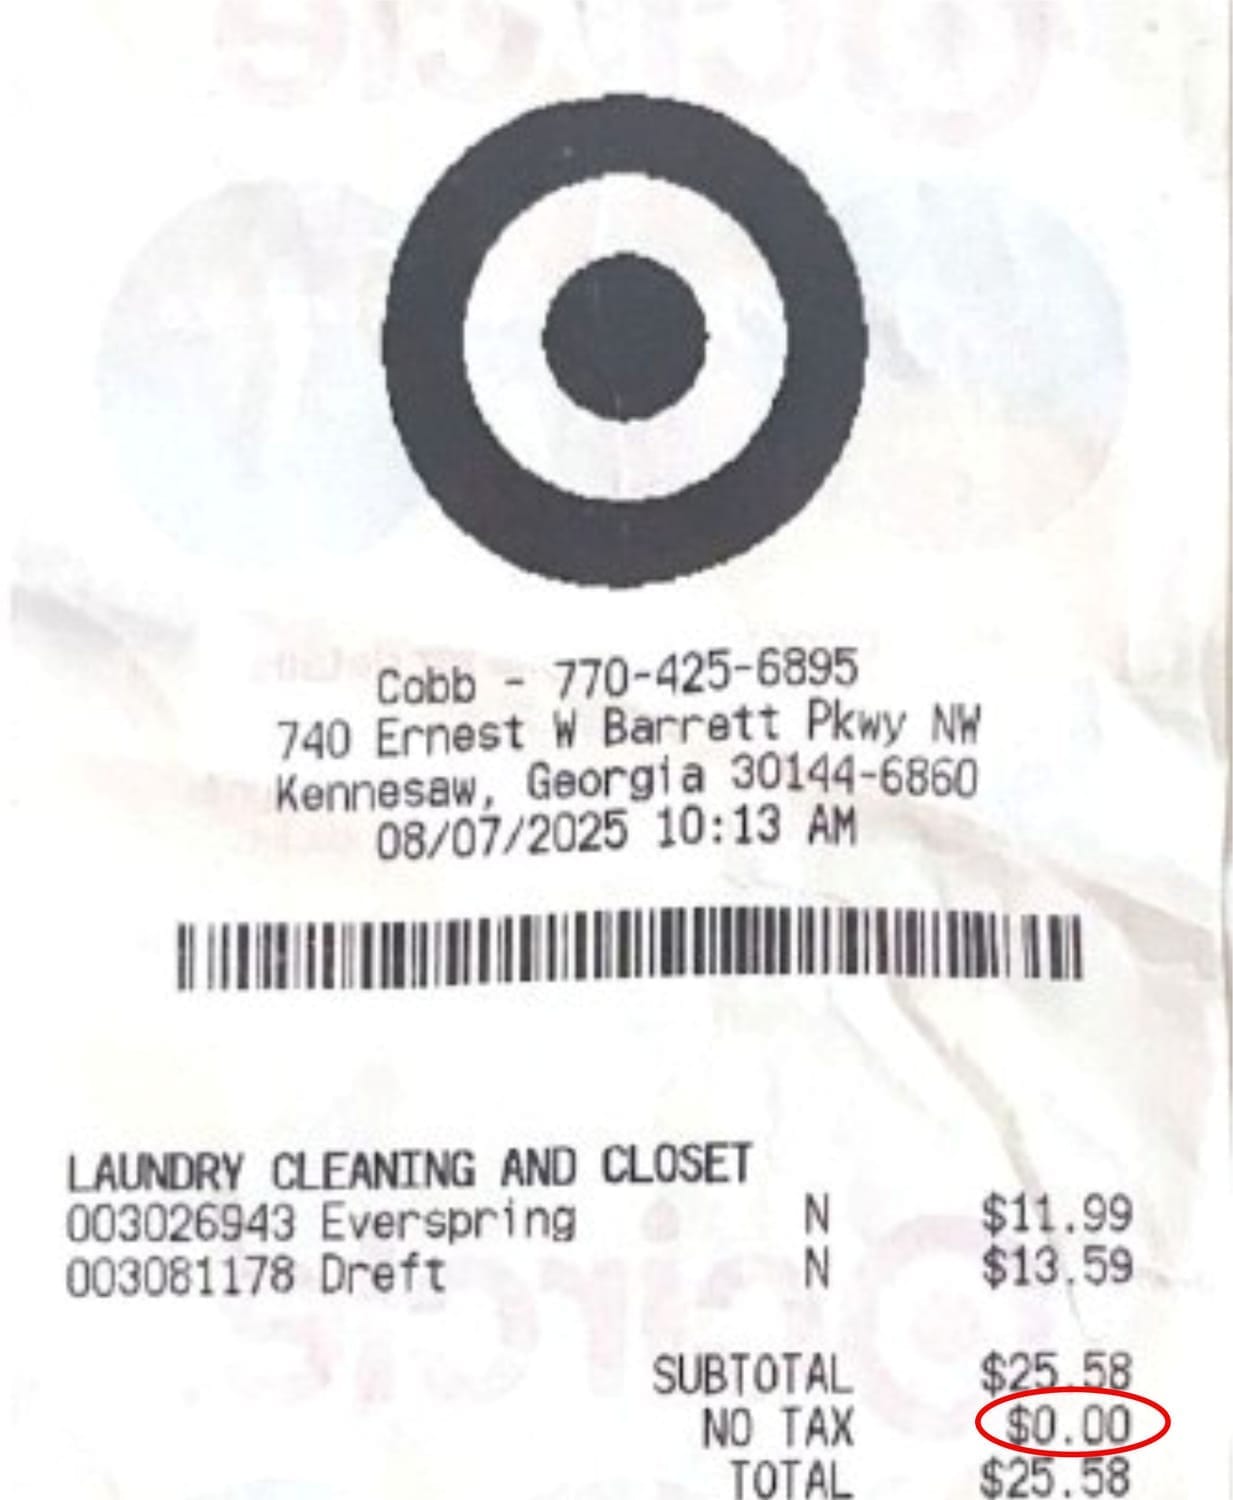 Cobb - 770-425-6895
740 Ernest W Barrett Pkwy NW
Kennesaw, Georgia 30144-6860
08/07/2025 10:13 AM
LAUNDRY CLEANING AND CLOSET
003026943 Everspring N $11.99
003081178 Dreft N $13.59
SUBTOTAL $25.58
NO TAX $0.00
TOTAL $25.58